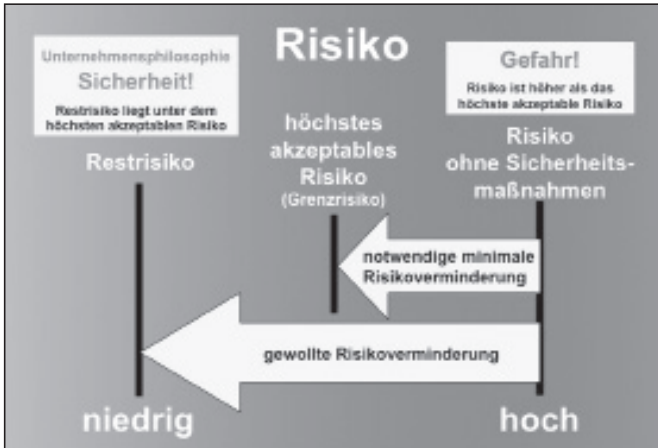 Risiko
Unternehmensphilosophie
Sicherheit!
Restrisiko liegt unter dem
höchsten akzeptablen Risiko
Restrisiko
höchstes
akzeptables
Risiko
(Grenzrisiko)
Gefahr!
Risiko ist höher als das
höchste akzeptable Risiko
Risiko
ohne Sicherheits-
maßnahmen
notwendige minimale
Risikoverminderung
gewollte Risikoverminderung
niedrig
hoch